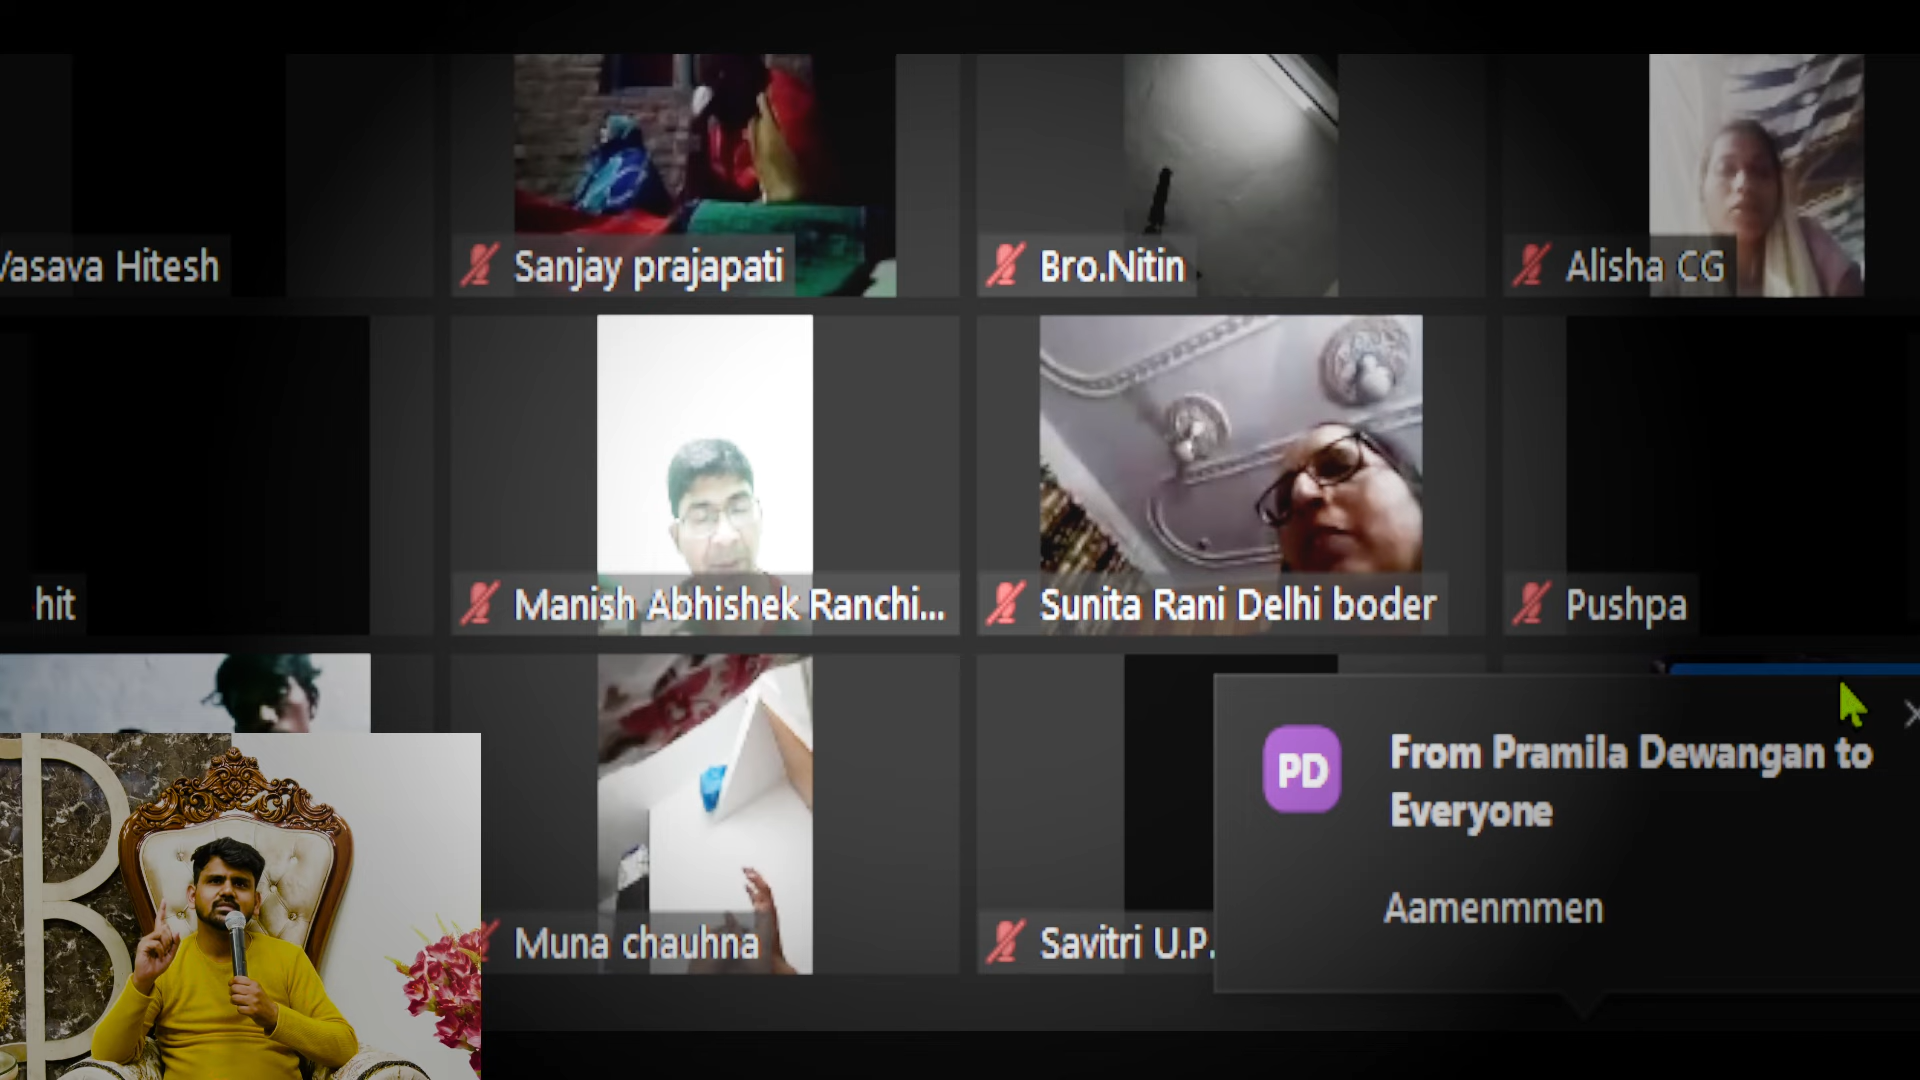 Vasava Hitesh
Sanjay prajapati
Bro.Nitin
Alisha CG
hit
Manish Abhishek Ranchi...
Sunita Rani Delhi boder
Pushpa
Muna chauhna
Savitri U.P.
PD
From Pramila Dewangan to
Everyone
Aamenmmen